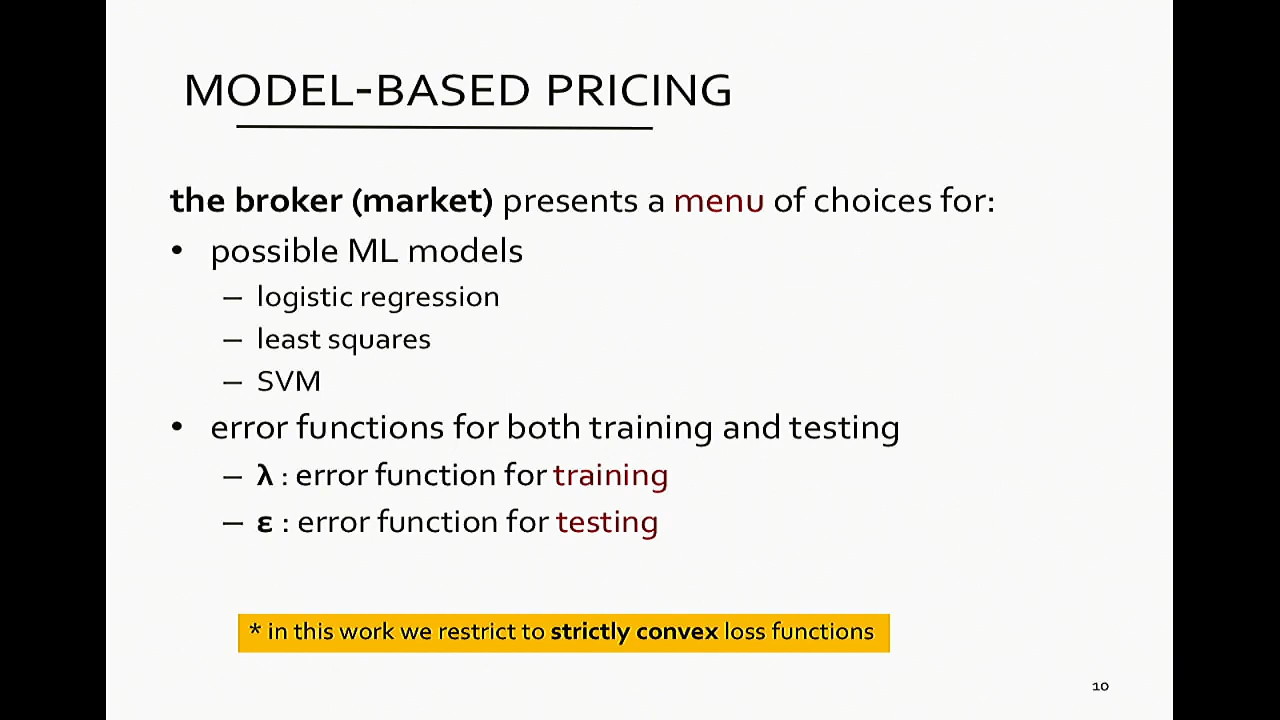 MODEL-BASED PRICING
the broker (market) presents a menu of choices for:
• possible ML models
– logistic regression
– least squares
– SVM
• error functions for both training and testing
– λ : error function for training
– ε : error function for testing
* in this work we restrict to strictly convex loss functions
10